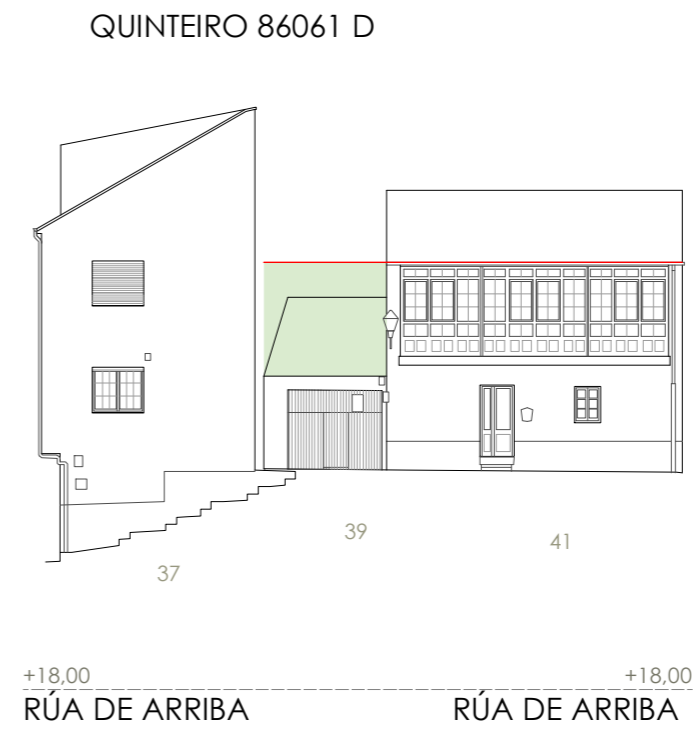 QUINTEIRO 86061 D
39
41
37
+18,00 +18,00
RÚA DE ARRIBA RÚA DE ARRIBA